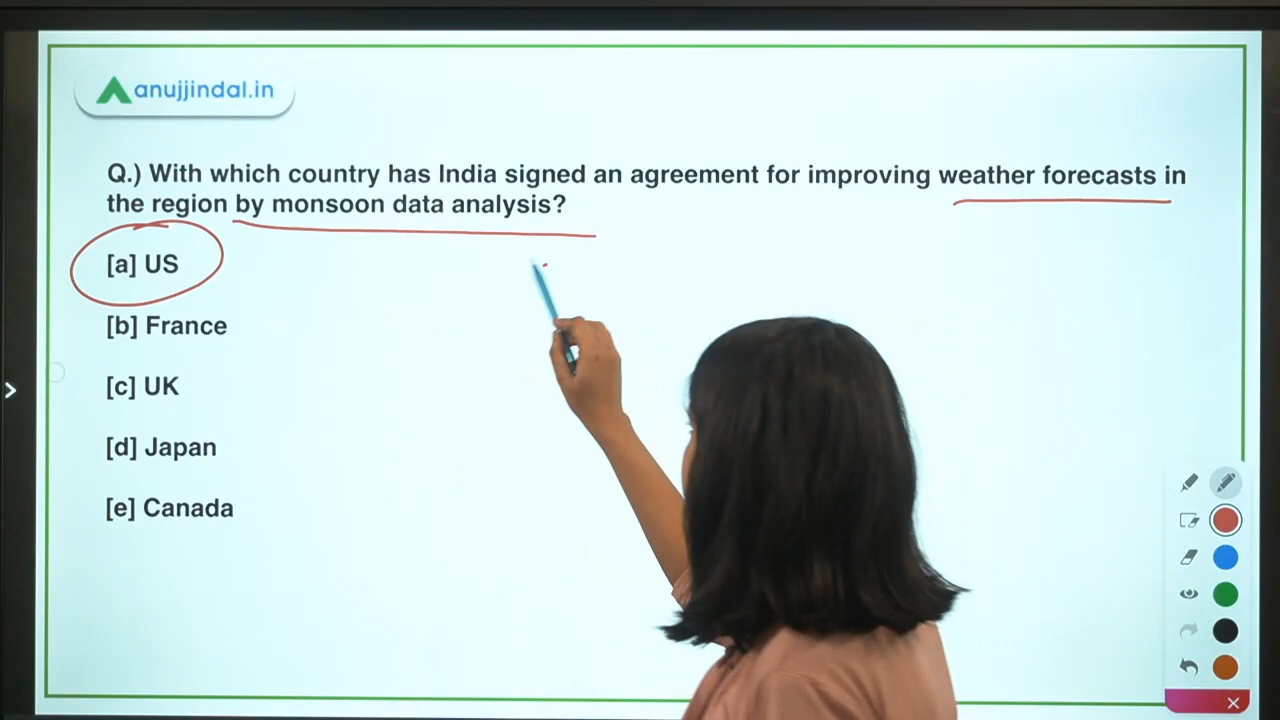 anujjindal.in
Q.) With which country has India signed an agreement for improving weather forecasts in
the region by monsoon data analysis?
[a] US
[b] France
[c] UK
[d] Japan
[e] Canada